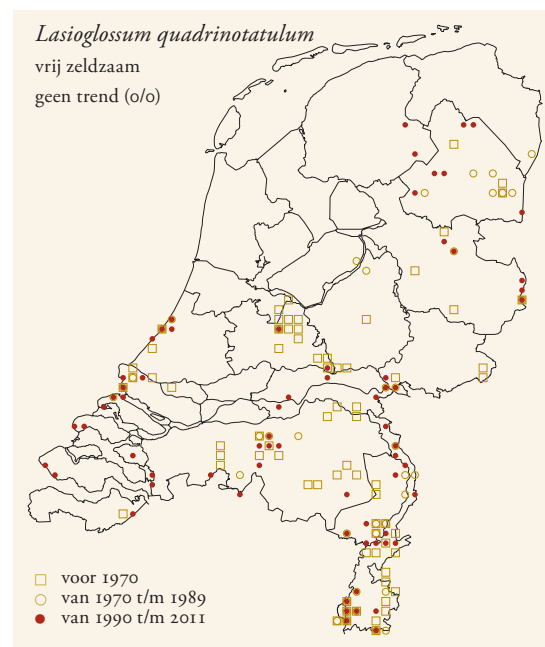 Lasioglossum quadrinotatulum
vrij zeldzaam
geen trend (0/0)
voor 1970
van 1970 t/m 1989
van 1990 t/m 2011